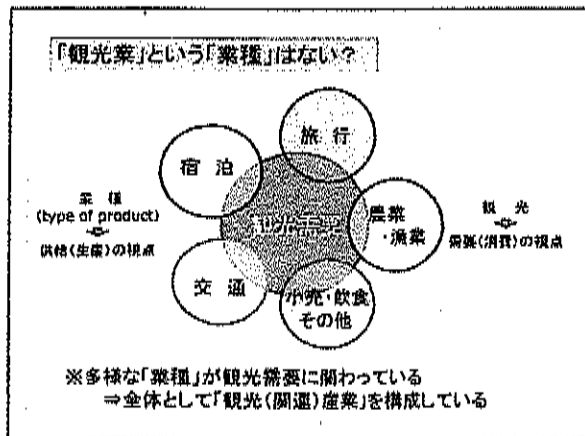 「観光業」という「業種」はない?
旅 行
宿 泊
業 種
(type of product)
供給(生産)の視点
観光需要
農業
・漁業
観 光
需要(消費)の視点
交 通
小売・飲食
その他
※多様な「業種」が観光需要に関わっている
⇒全体として「観光(関連)産業」を構成している